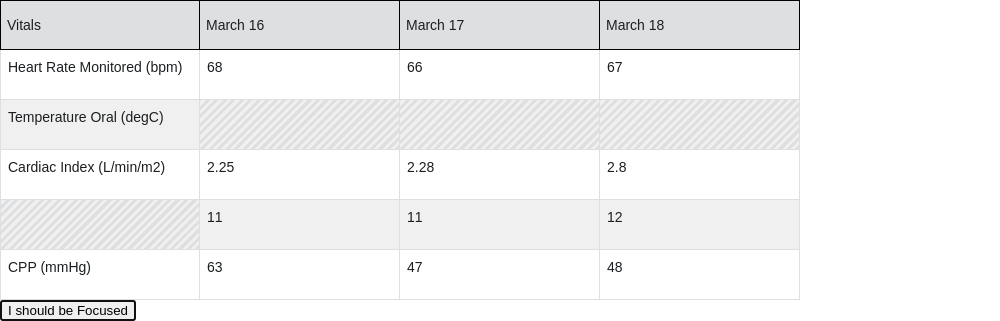 Vitals March 16 March 17 March 18
Heart Rate Monitored (bpm) 68 66 67
Temperature Oral (degC)
Cardiac Index (L/min/m2) 2.25 2.28 2.8
11 11 12
CPP (mmHg) 63 47 48
I should be Focused